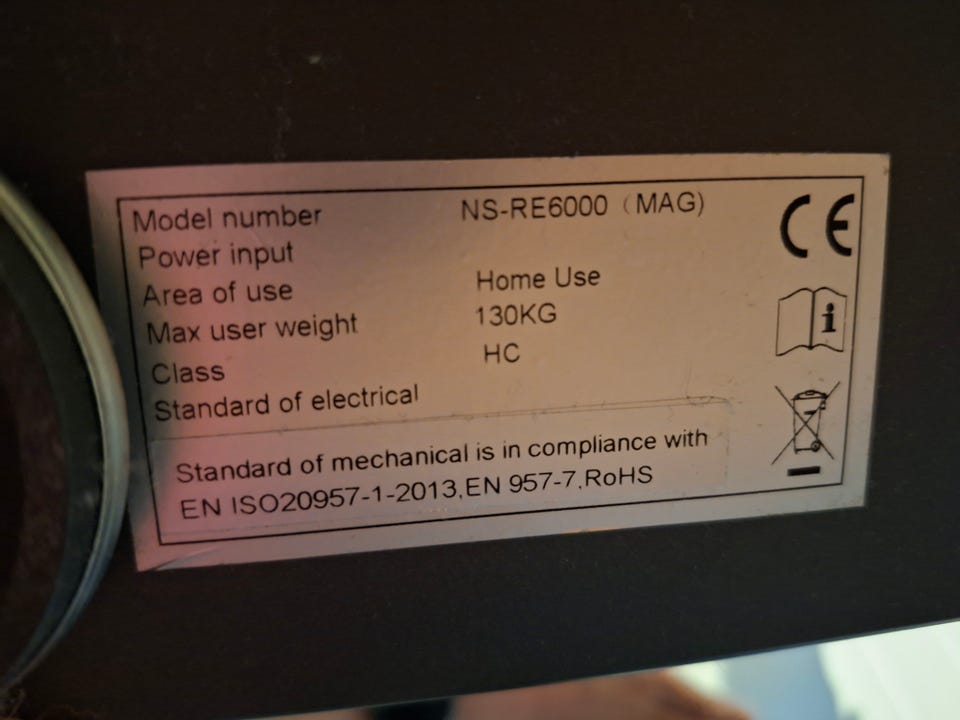 Model number NS-RE6000 (MAG)
Power input
Area of use Home Use
Max user weight 130KG
Class HC
Standard of electrical
Standard of mechanical is in compliance with
EN ISO20957-1-2013,EN 957-7,RoHS
CE
i